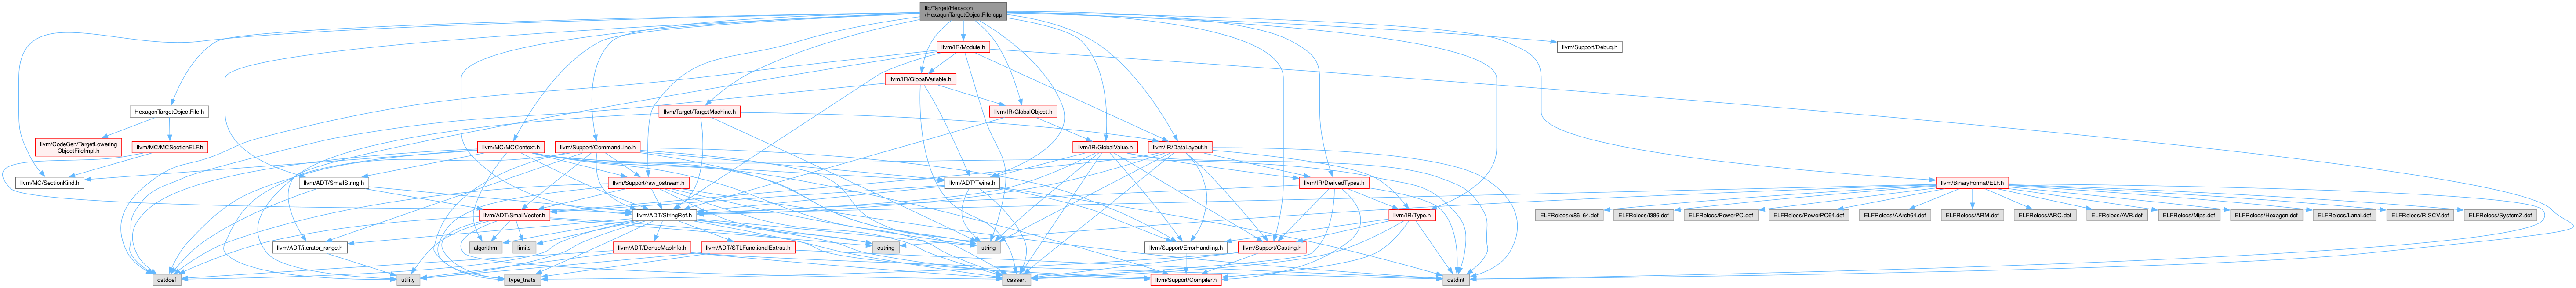 lib/Target/Hexagon
/HexagonTargetObjectFile.cpp
llvm/IR/Module.h
llvm/Support/Debug.h
llvm/IR/GlobalVariable.h
HexagonTargetObjectFile.h
llvm/Target/TargetMachine.h
llvm/IR/GlobalObject.h
llvm/CodeGen/TargetLowering
ObjectFileImpl.h
llvm/MC/MCSectionELF.h
llvm/MC/MCContext.h
llvm/Support/CommandLine.h
llvm/IR/GlobalValue.h
llvm/IR/DataLayout.h
llvm/MC/SectionKind.h
llvm/ADT/SmallString.h
llvm/Support/raw_ostream.h
llvm/ADT/Twine.h
llvm/IR/DerivedTypes.h
llvm/BinaryFormat/ELF.h
llvm/ADT/SmallVector.h
llvm/ADT/StringRef.h
llvm/IR/Type.h
ELFRelocs/x86_64.def
ELFRelocs/i386.def
ELFRelocs/PowerPC.def
ELFRelocs/PowerPC64.def
ELFRelocs/AArch64.def
ELFRelocs/ARM.def
ELFRelocs/ARC.def
ELFRelocs/AVR.def
ELFRelocs/Mips.def
ELFRelocs/Hexagon.def
ELFRelocs/Lanai.def
ELFRelocs/RISCV.def
ELFRelocs/SystemZ.def
llvm/ADT/iterator_range.h
algorithm
limits
llvm/ADT/DenseMapInfo.h
llvm/ADT/STLFunctionalExtras.h
cstring
string
llvm/Support/ErrorHandling.h
llvm/Support/Casting.h
cstddef
utility
type_traits
cassert
llvm/Support/Compiler.h
cstdint